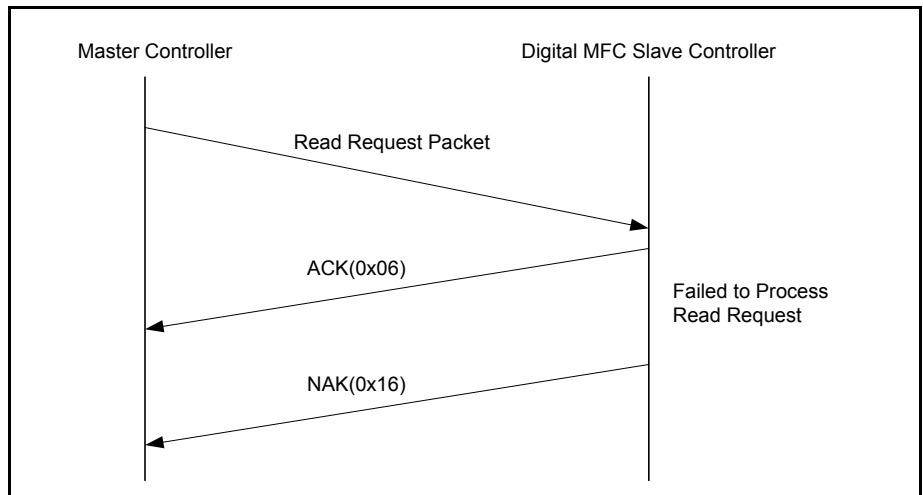 Master Controller
Digital MFC Slave Controller
Read Request Packet
ACK(0x06)
Failed to Process
Read Request
NAK(0x16)